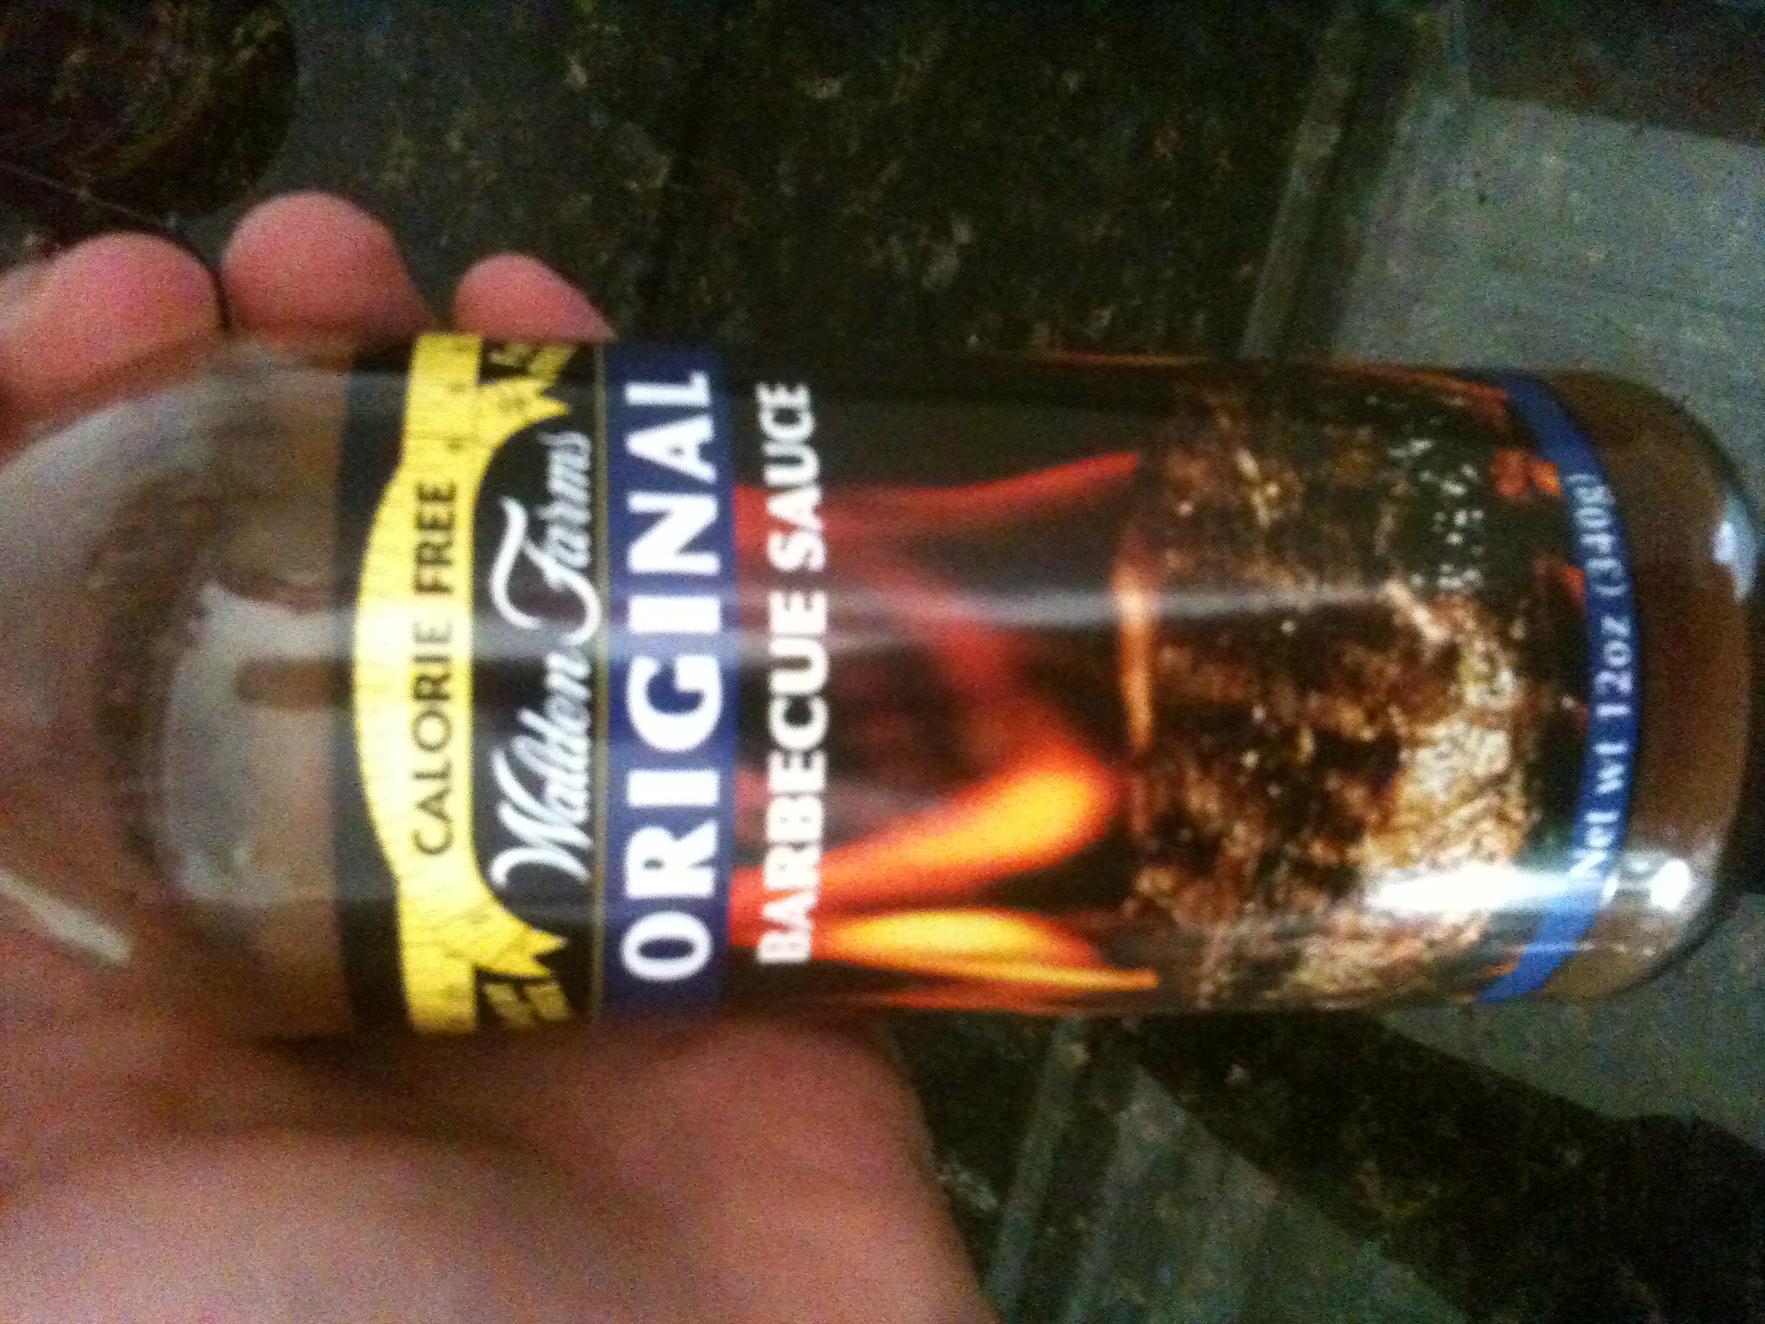 CALORIE FREE
Walden Farms
ORIGINAL
BARBECUE SAUCE
Net wt 12oz (340g)